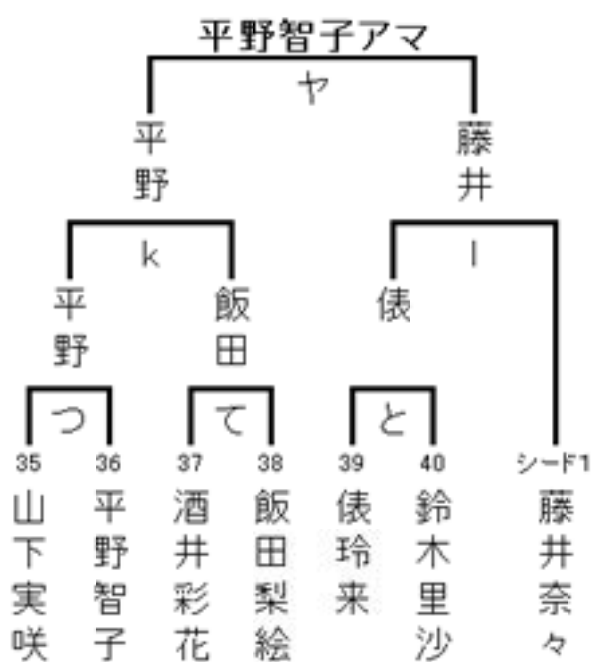 平野智子アマ
ヤ
平野
藤井
k
l
平野
飯田
俵
つ
て
と
35
36
37
38
39
40
シード1
山下実咲
平野智子
酒井彩花
飯田梨絵
俵玲来
鈴木里沙
藤井奈々